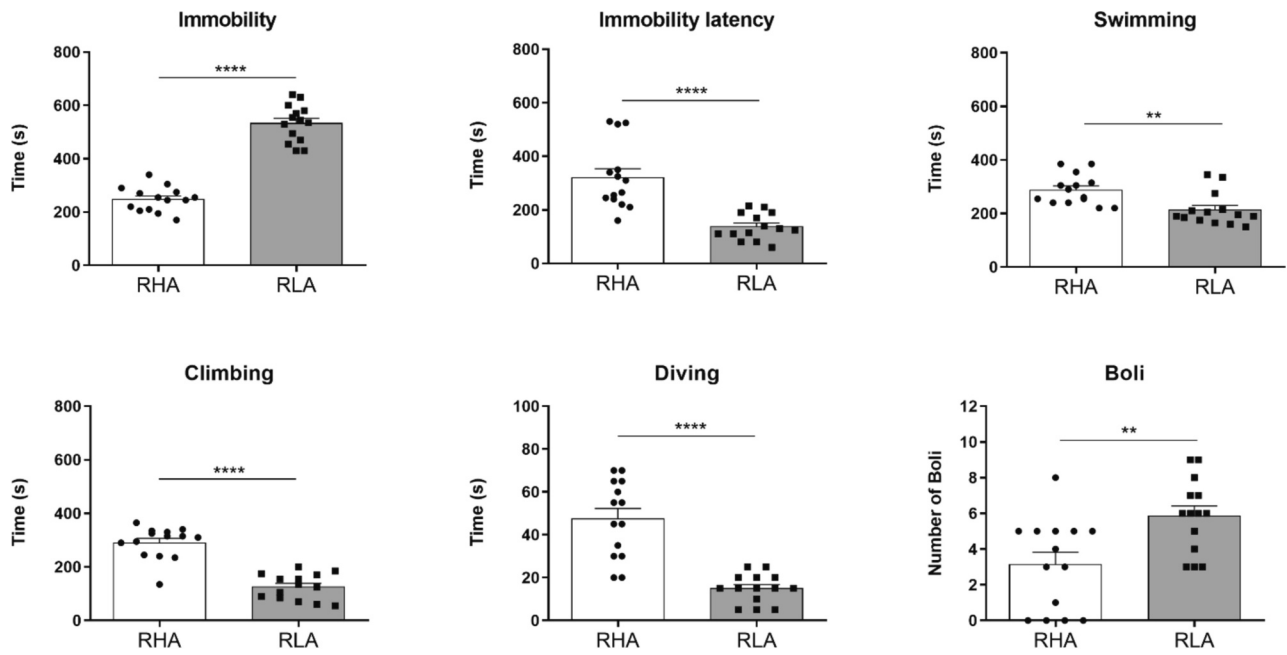 Immobility
Time (s)
800
600
400
200
0
****
RHA RLA
Immobility latency
Time (s)
800
600
400
200
0
****
RHA RLA
Swimming
Time (s)
800
600
400
200
0
**
RHA RLA
Climbing
Time (s)
800
600
400
200
0
****
RHA RLA
Diving
Time (s)
100
80
60
40
20
0
****
RHA RLA
Boli
Number of Boli
12
10
8
6
4
2
0
**
RHA RLA